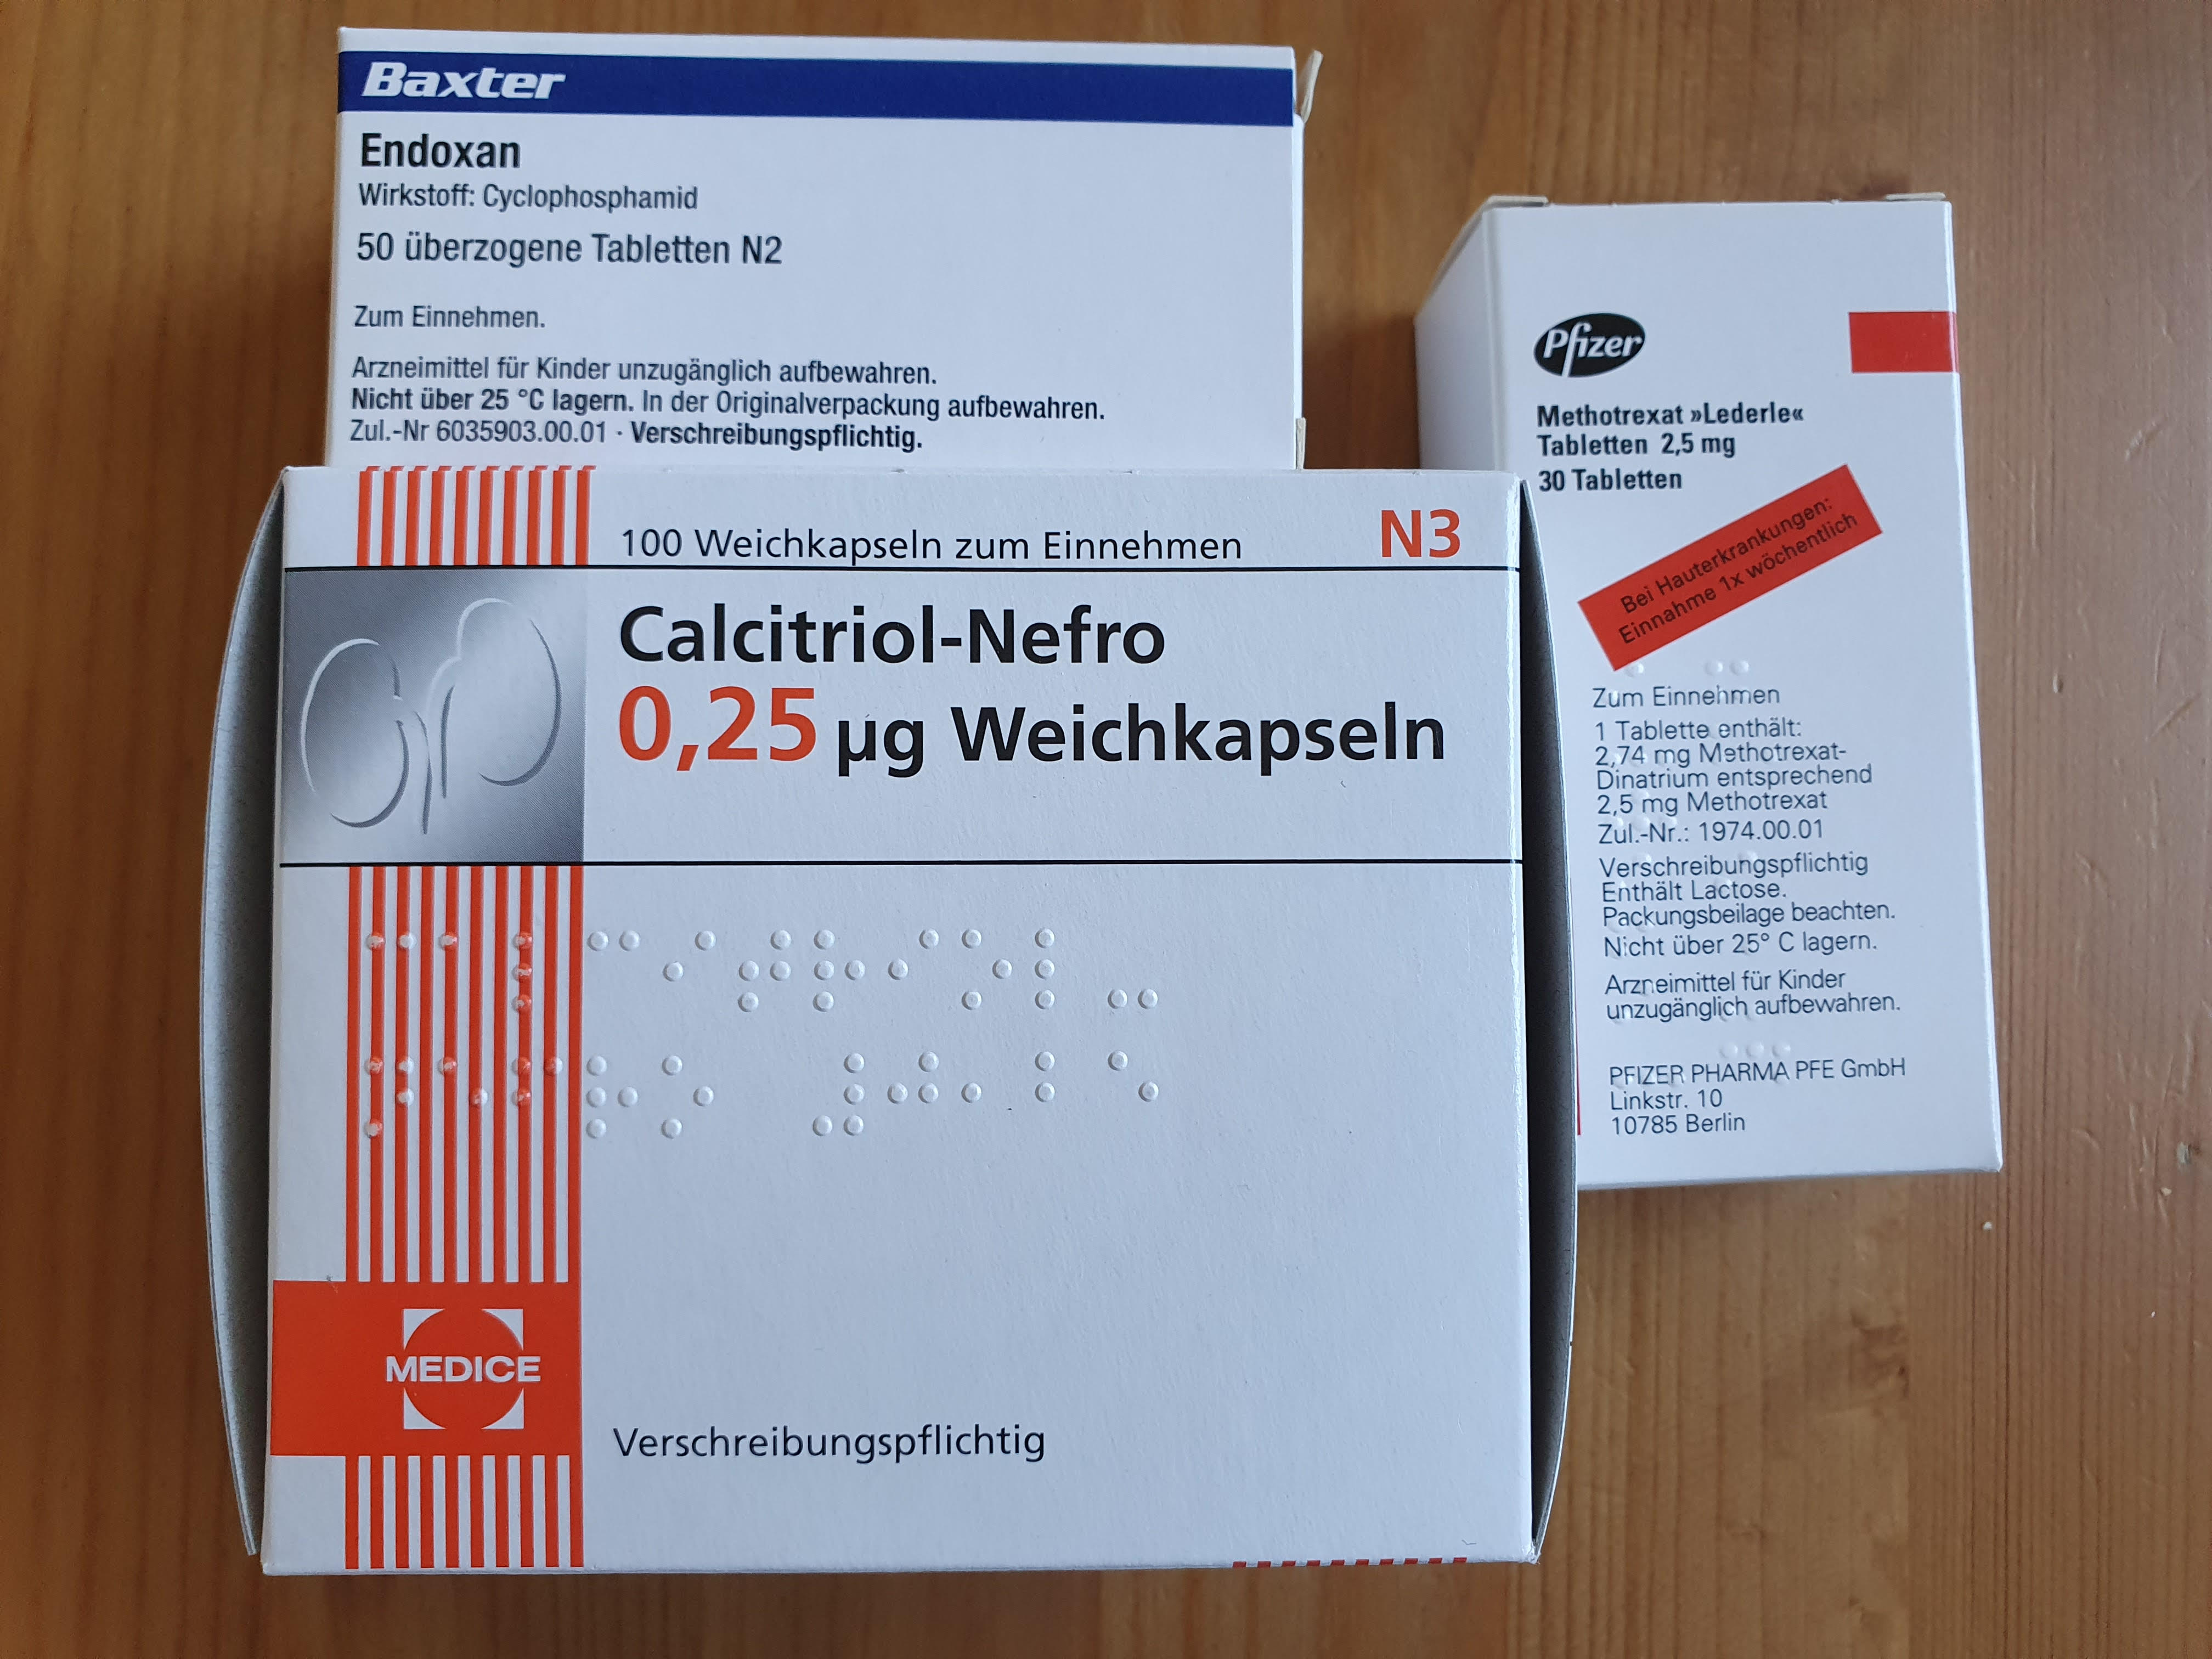 Baxter
Endoxan
Wirkstoff: Cyclophosphamid
50 überzogene Tabletten N2
Zum Einnehmen.
Arzneimittel für Kinder unzugänglich aufbewahren.
Nicht über 25 °C lagern. In der Originalverpackung aufbewahren.
Zul.-Nr 6035903.00.01 · Verschreibungspflichtig.
100 Weichkapseln zum Einnehmen N3
Calcitriol-Nefro
0,25 µg Weichkapseln
MEDICE
Verschreibungspflichtig
Pfizer
Methotrexat »Lederle«
Tabletten 2,5 mg
30 Tabletten
Bei Hauterkrankungen:
Einnahme 1x wöchentlich
Zum Einnehmen
1 Tablette enthält:
2,74 mg Methotrexat-
Dinatrium entsprechend
2,5 mg Methotrexat
Zul.-Nr.: 1974.00.01
Verschreibungspflichtig
Enthält Lactose.
Packungsbeilage beachten.
Nicht über 25° C lagern.
Arzneimittel für Kinder
unzugänglich aufbewahren.
PFIZER PHARMA PFE GmbH
Linkstr. 10
10785 Berlin